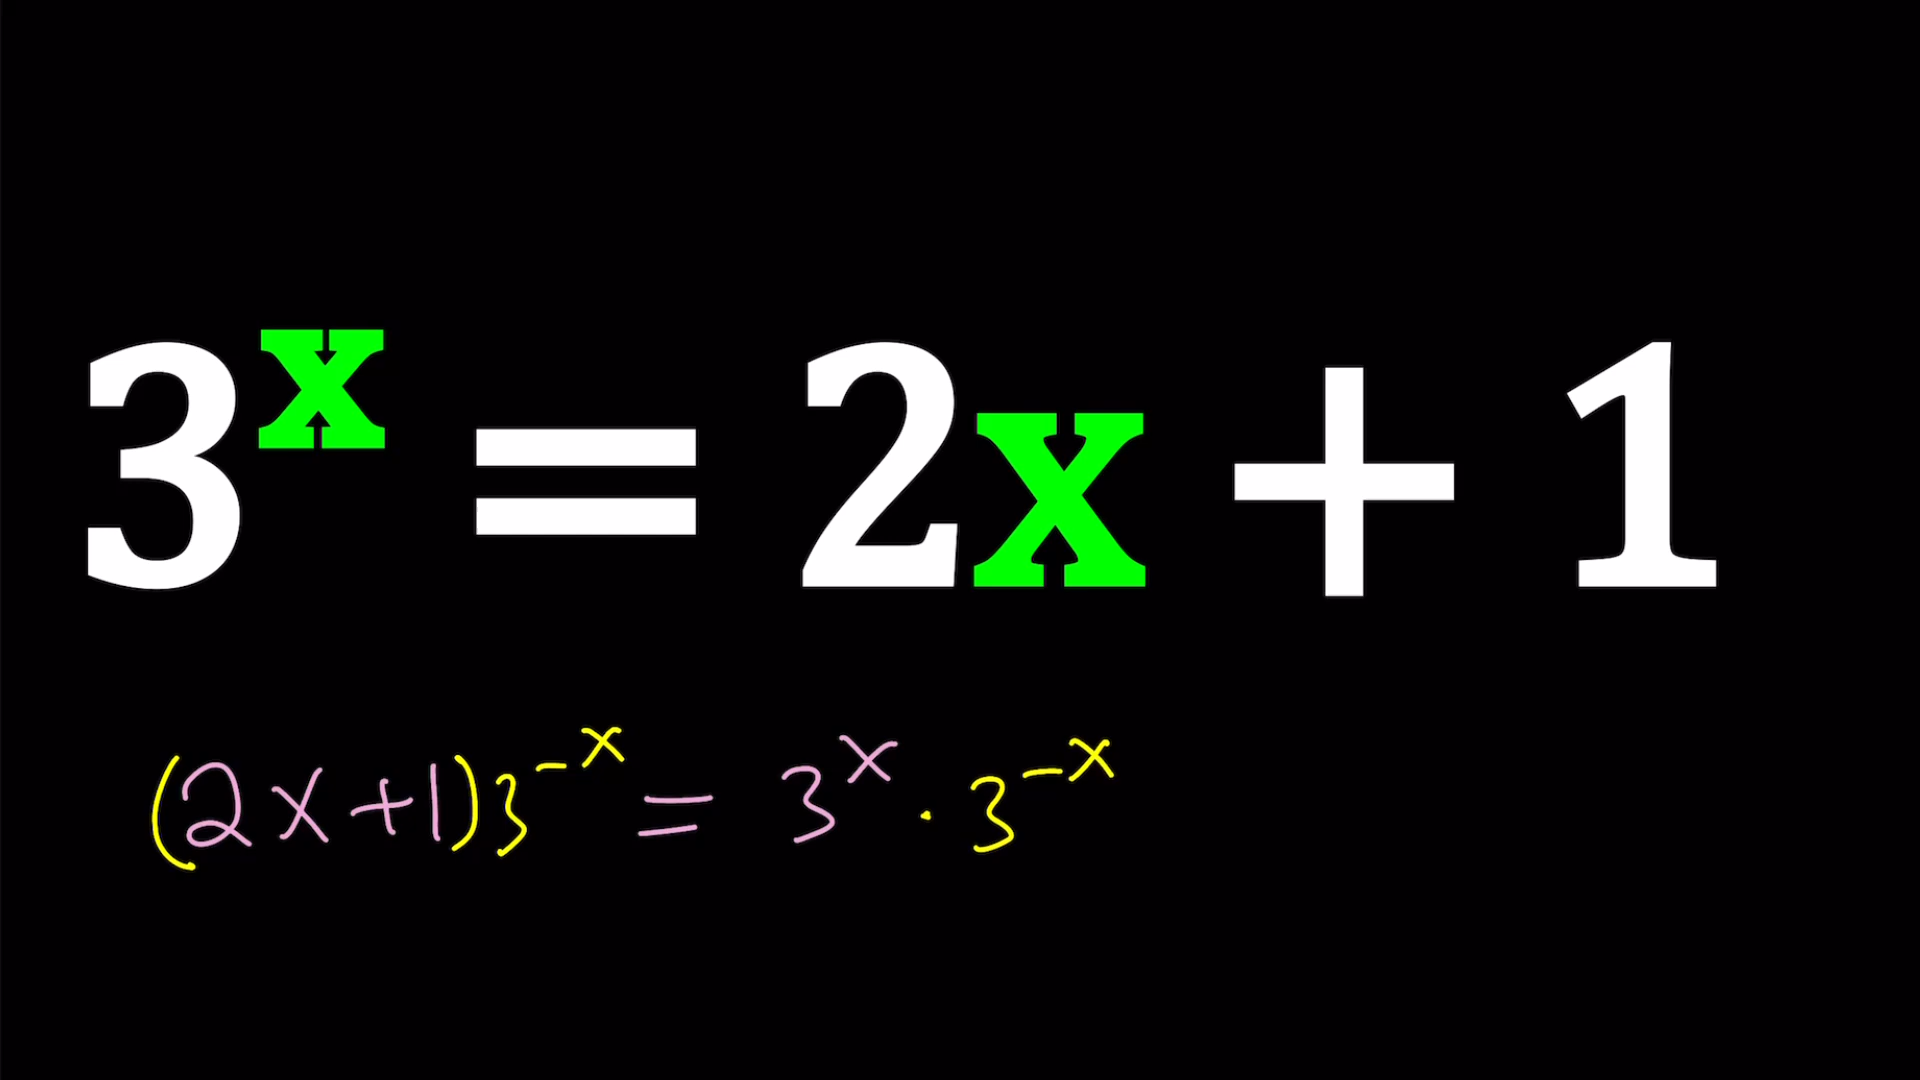 3^x = 2x + 1
(2x+1)3^-x = 3^x · 3^-x